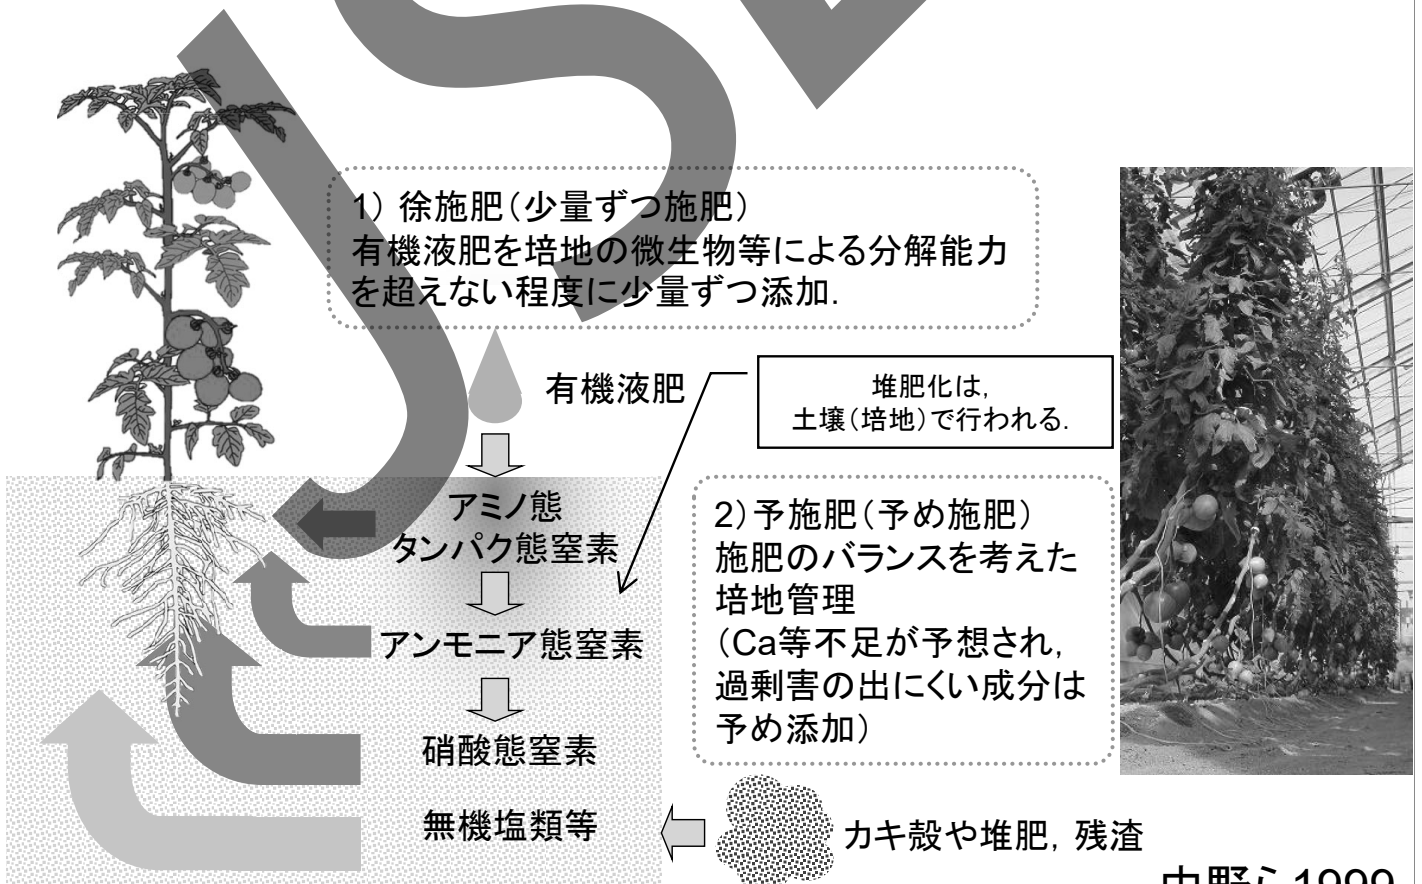 1) 徐施肥(少量ずつ施肥)
有機液肥を培地の微生物等による分解能力
を超えない程度に少量ずつ添加.
有機液肥
堆肥化は,
土壌(培地)で行われる.
アミノ態
タンパク態窒素
アンモニア態窒素
硝酸態窒素
無機塩類等
2)予施肥(予め施肥)
施肥のバランスを考えた
培地管理
(Ca等不足が予想され,
過剰害の出にくい成分は
予め添加)
カキ殻や堆肥, 残渣
中野ら1999